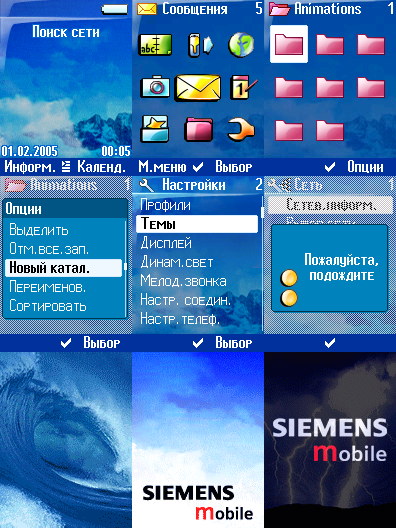 Поиск сети
01.02.2005 00:05
Информ. Календ.
Сообщения 5
М.меню Выбор
Animations 1
Опции
Animations 1
Опции
Выделить
Отм.все.зап.
Новый катал.
Переименов.
Сортировать
Выбор
Настройки 2
Профили
Темы
Дисплей
Динам.свет
Мелод.звонка
Настр. соедин.
Настр.телеф.
Выбор
Сеть 1
Сетев.информ.
Пожалуйста,
подождите
SIEMENS
mobile
SIEMENS
mobile